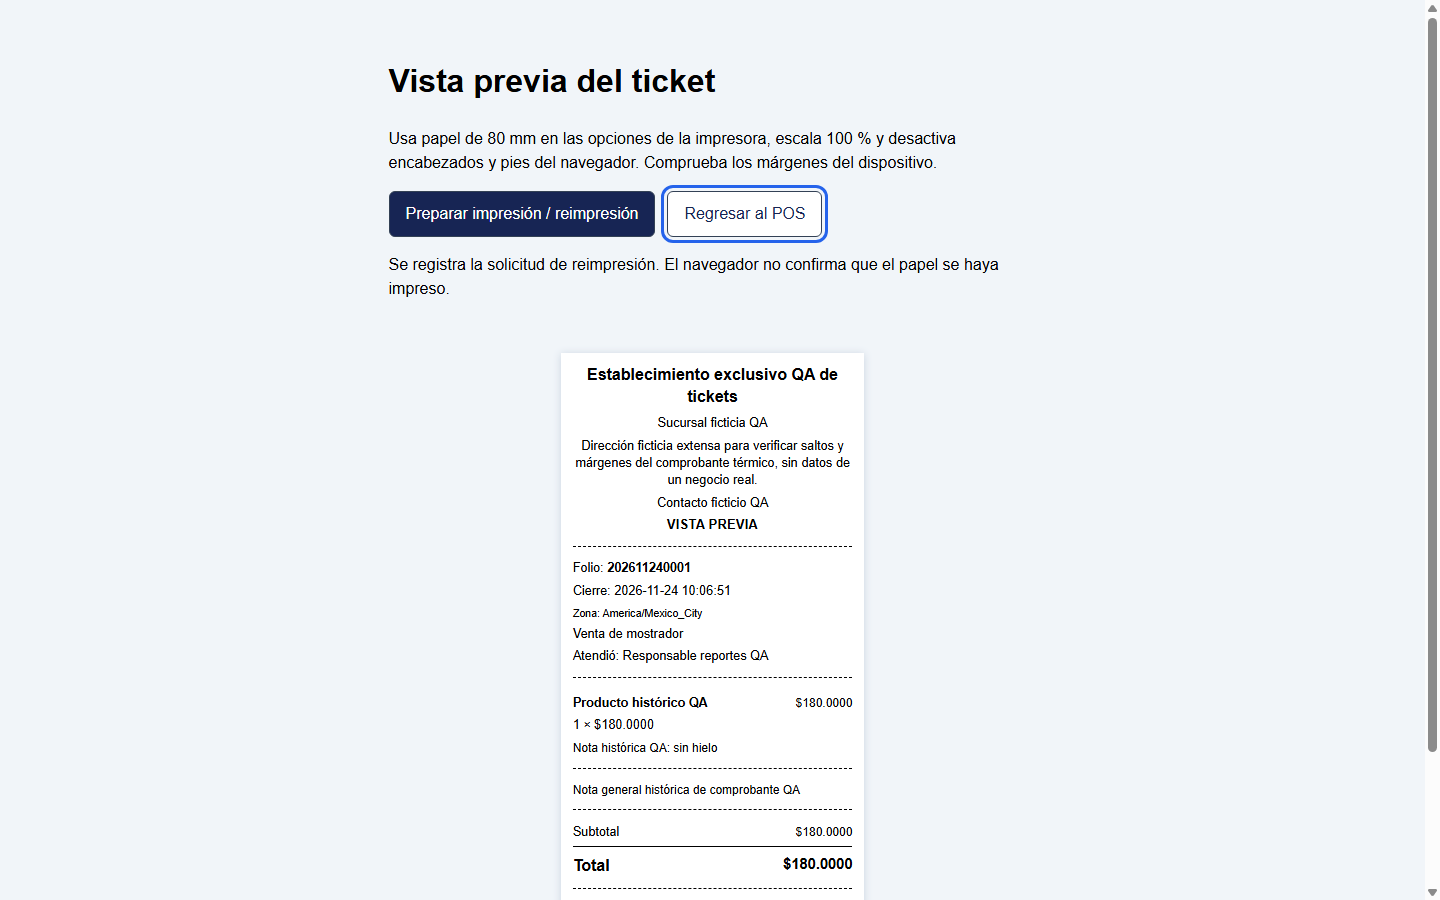 Vista previa del ticket
Usa papel de 80 mm en las opciones de la impresora, escala 100 % y desactiva
encabezados y pies del navegador. Comprueba los márgenes del dispositivo.
Preparar impresión / reimpresión
Regresar al POS
Se registra la solicitud de reimpresión. El navegador no confirma que el papel se haya
impreso.
Establecimiento exclusivo QA de
tickets
Sucursal ficticia QA
Dirección ficticia extensa para verificar saltos y
márgenes del comprobante térmico, sin datos de
un negocio real.
Contacto ficticio QA
VISTA PREVIA
Folio: 202611240001
Cierre: 2026-11-24 10:06:51
Zona: America/Mexico_City
Venta de mostrador
Atendió: Responsable reportes QA
Producto histórico QA $180.0000
1 × $180.0000
Nota histórica QA: sin hielo
Nota general histórica de comprobante QA
Subtotal $180.0000
Total $180.0000